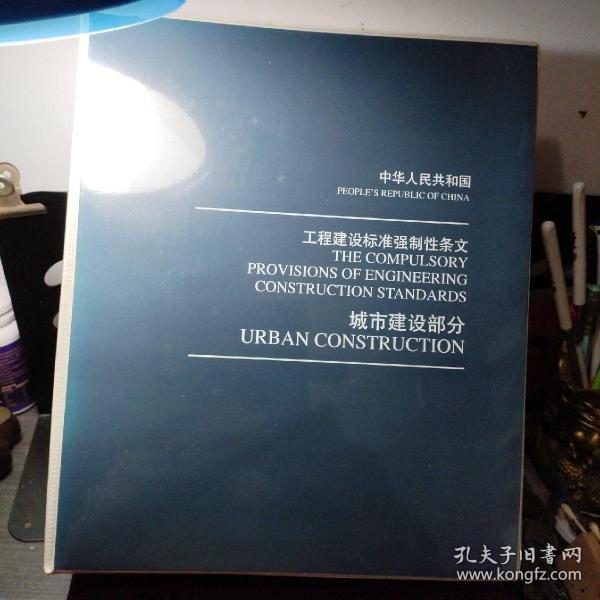 中华人民共和国
PEOPLE'S REPUBLIC OF CHINA
工程建设标准强制性条文
THE COMPULSORY
PROVISIONS OF ENGINEERING
CONSTRUCTION STANDARDS
城市建设部分
URBAN CONSTRUCTION
孔夫子旧书网
www.kongfz.com